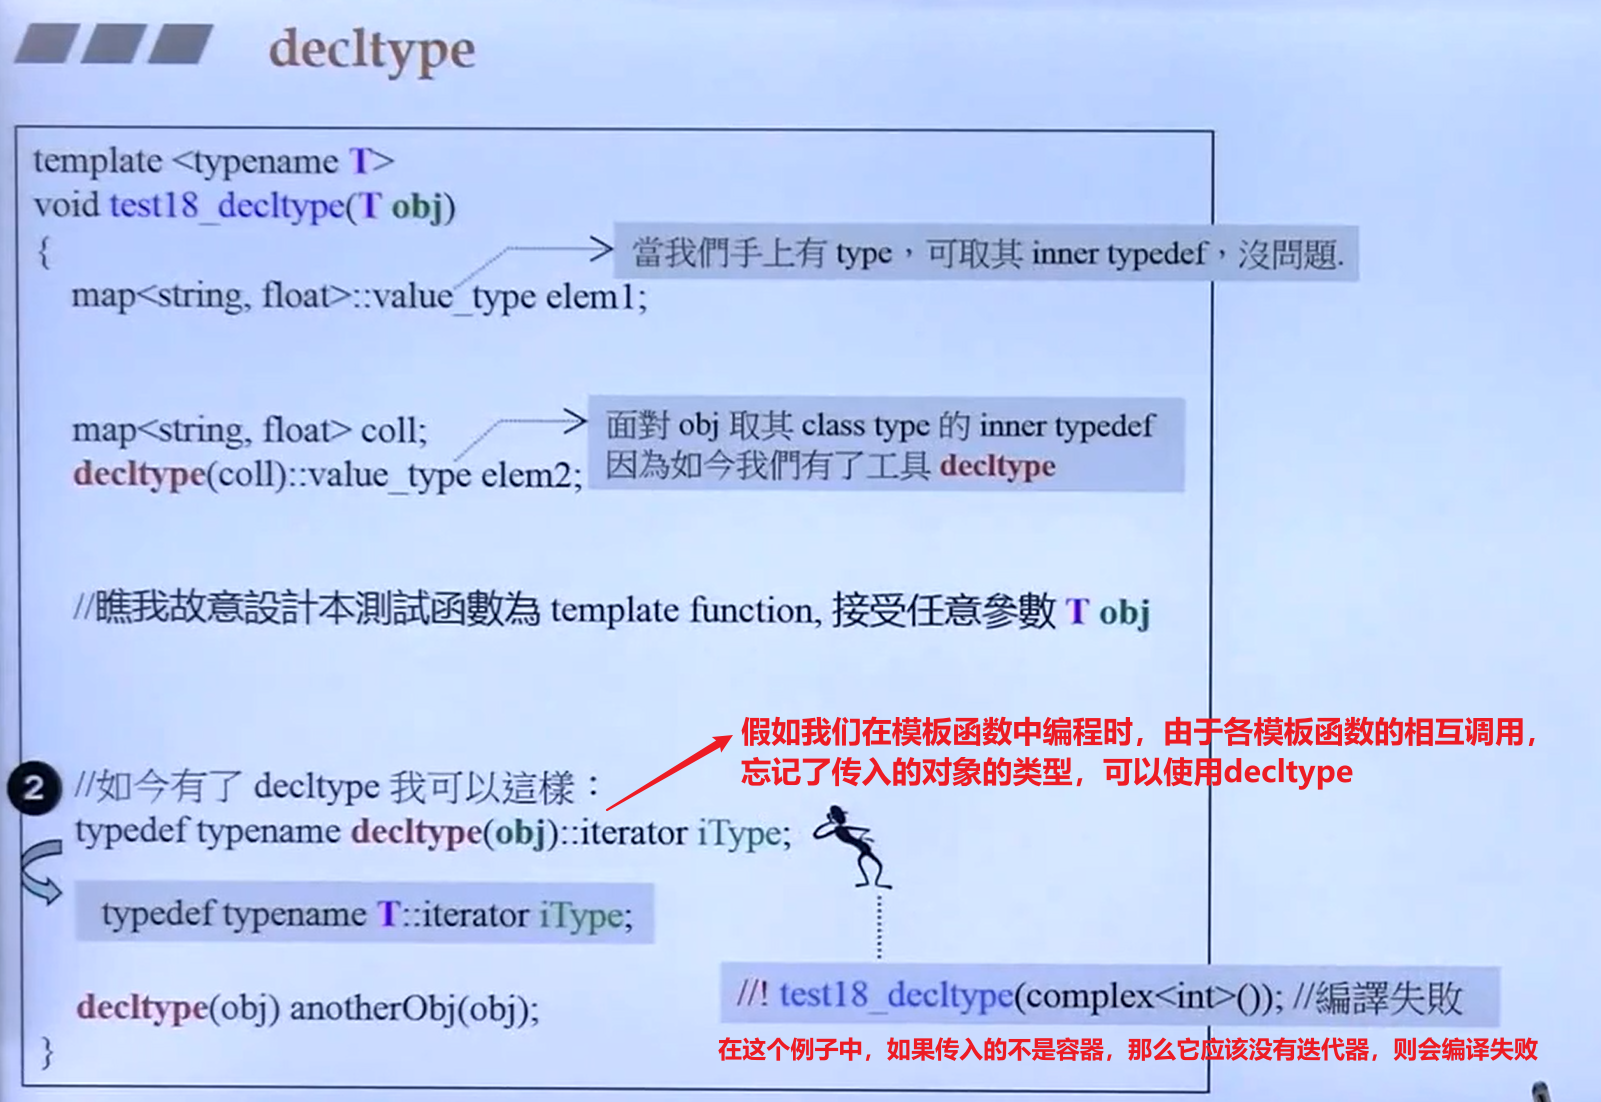 decltype
template <typename T>
void test18_decltype(T obj)
{
當我們手上有 type，可取其 inner typedef，沒問題.
map<string, float>::value_type elem1;
map<string, float> coll;
decltype(coll)::value_type elem2;
面對 obj 取其 class type 的 inner typedef
因為如今我們有了工具 decltype
//瞧我故意設計本測試函數為 template function, 接受任意參數 T obj
假如我们在模板函数中编程时，由于各模板函数的相互调用，
忘记了传入的对象的类型，可以使用decltype
2 //如今有了 decltype 我可以這樣：
typedef typename decltype(obj)::iterator iType;
typedef typename T::iterator iType;
decltype(obj) anotherObj(obj);
//! test18_decltype(complex<int>()); //編譯失敗
在这个例子中，如果传入的不是容器，那么它应该没有迭代器，则会编译失败
}